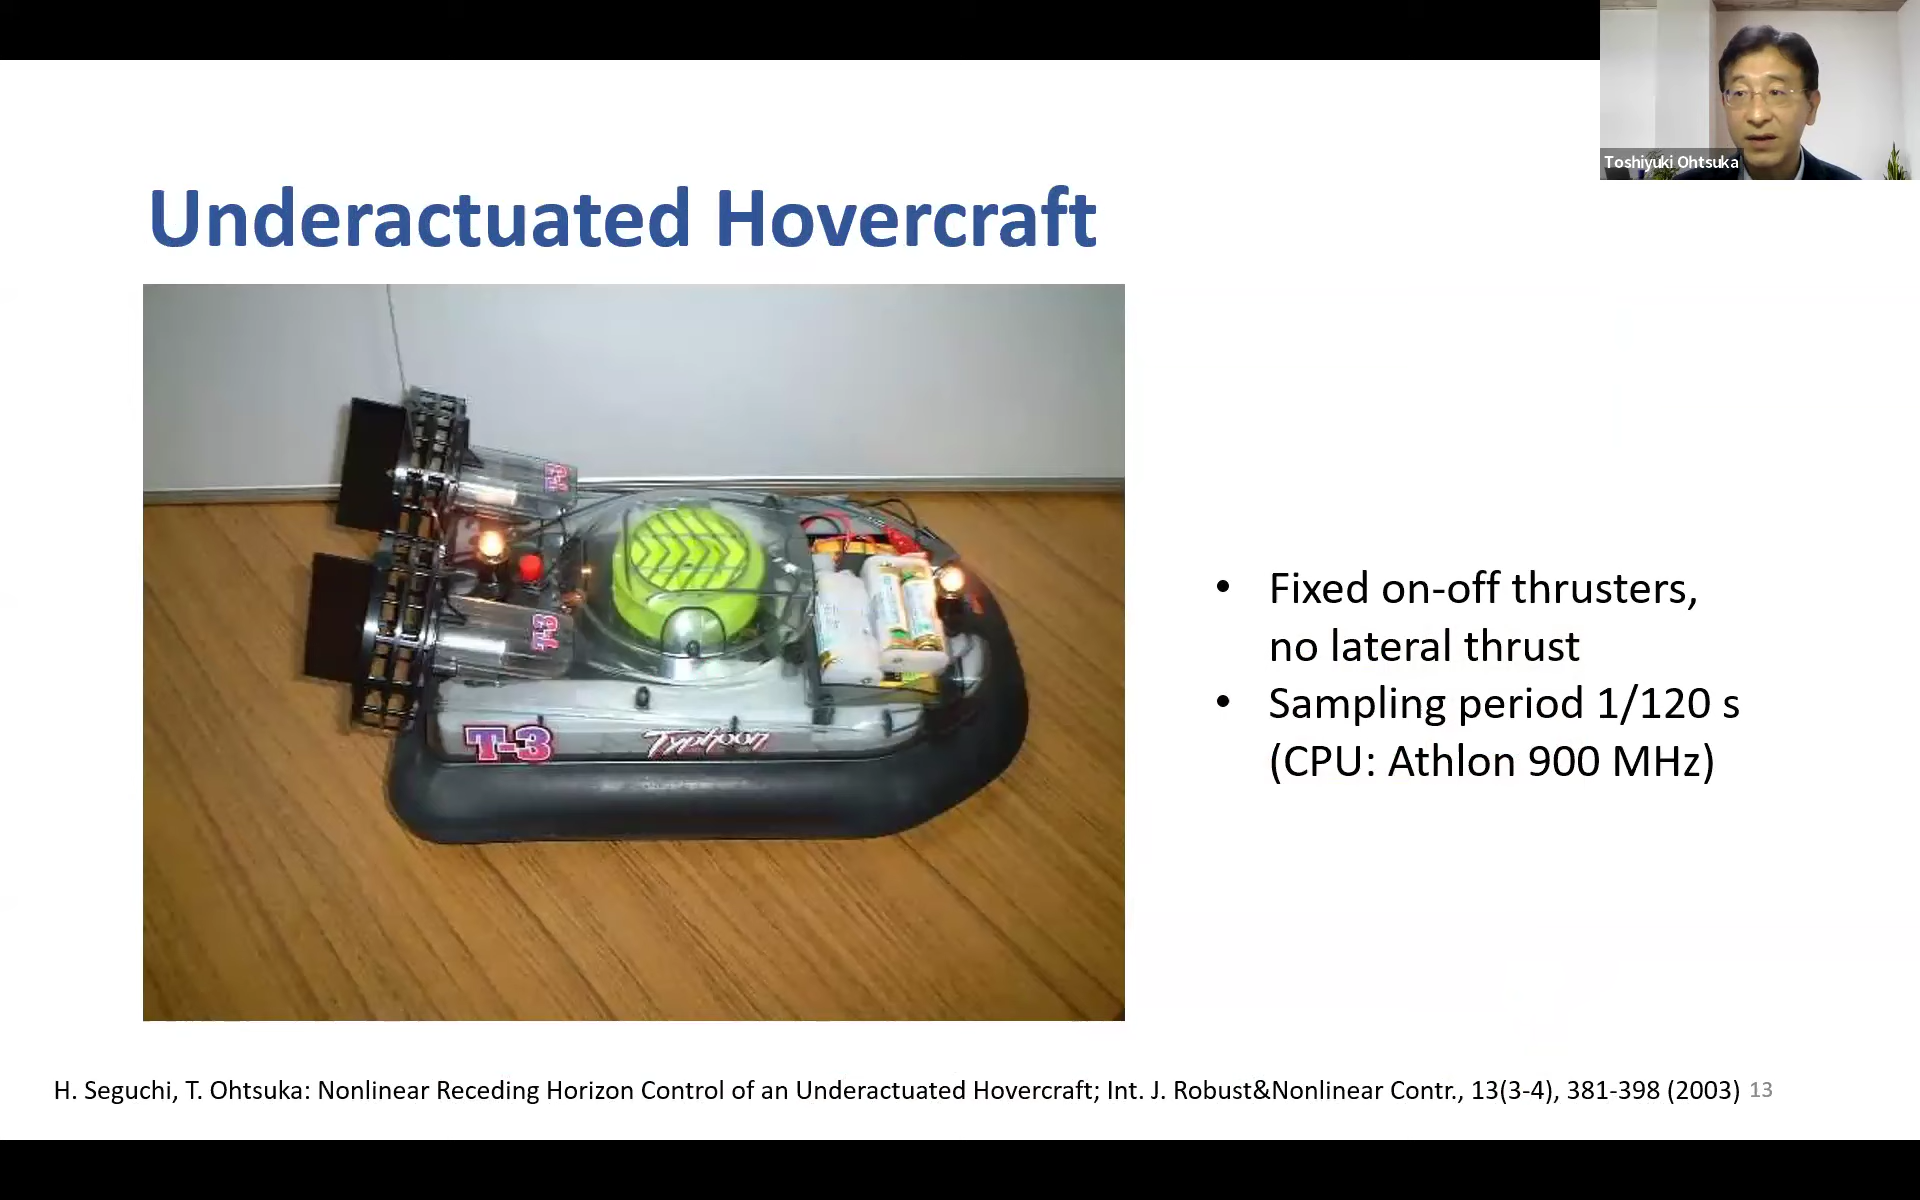 Toshiyuki Ohtsuka
Underactuated Hovercraft
T-3
T-3
T-3
Typhoon
• Fixed on-off thrusters,
no lateral thrust
• Sampling period 1/120 s
(CPU: Athlon 900 MHz)
H. Seguchi, T. Ohtsuka: Nonlinear Receding Horizon Control of an Underactuated Hovercraft; Int. J. Robust&Nonlinear Contr., 13(3-4), 381-398 (2003) 13